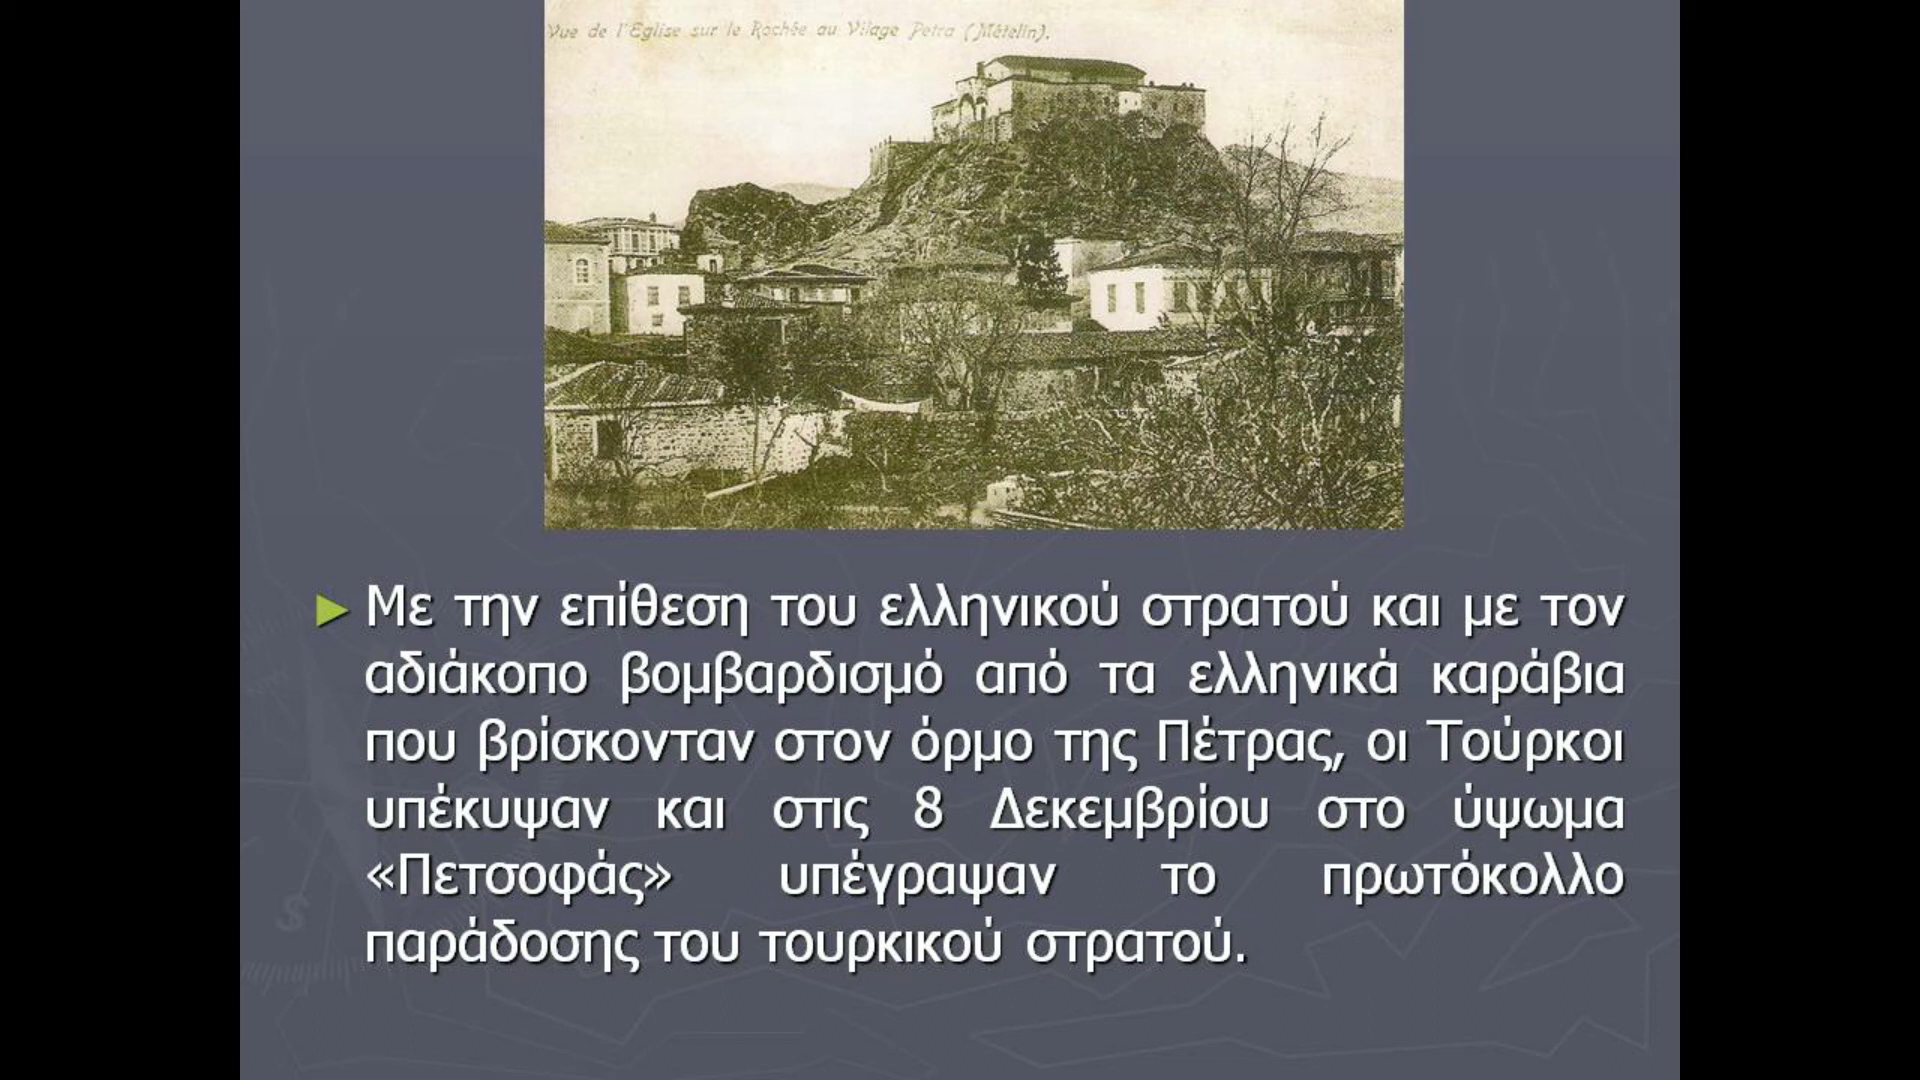 Vue de l'Eglise sur le Rochée au Vilage Petra (Mételin).
► Με την επίθεση του ελληνικού στρατού και με τον
αδιάκοπο βομβαρδισμό από τα ελληνικά καράβια
που βρίσκονταν στον όρμο της Πέτρας, οι Τούρκοι
υπέκυψαν και στις 8 Δεκεμβρίου στο ύψωμα
«Πετσοφάς» υπέγραψαν το πρωτόκολλο
παράδοσης του τουρκικού στρατού.
S